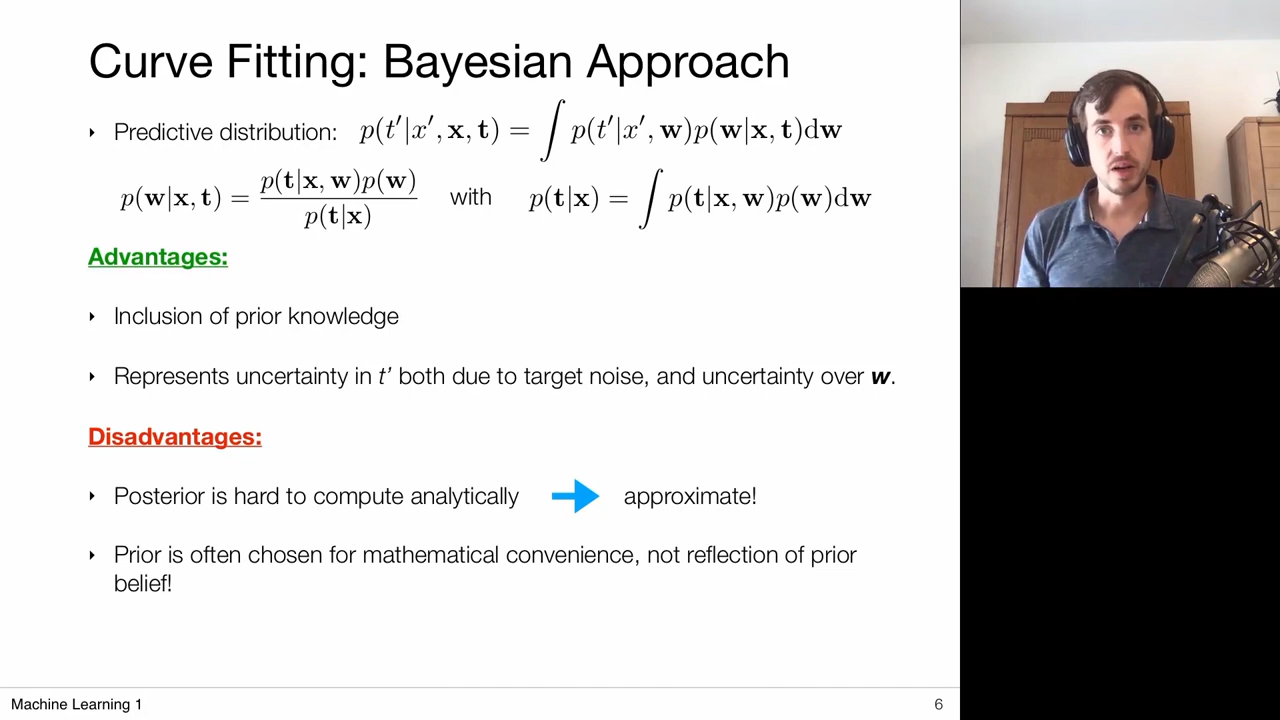 Curve Fitting: Bayesian Approach
‣ Predictive distribution: p(t′|x′, x, t) = ∫ p(t′|x′, w)p(w|x, t)dw
p(w|x, t) = p(t|x, w)p(w) / p(t|x) with p(t|x) = ∫ p(t|x, w)p(w)dw
Advantages:
‣ Inclusion of prior knowledge
‣ Represents uncertainty in t’ both due to target noise, and uncertainty over w.
Disadvantages:
‣ Posterior is hard to compute analytically approximate!
‣ Prior is often chosen for mathematical convenience, not reflection of prior
belief!
Machine Learning 1 6